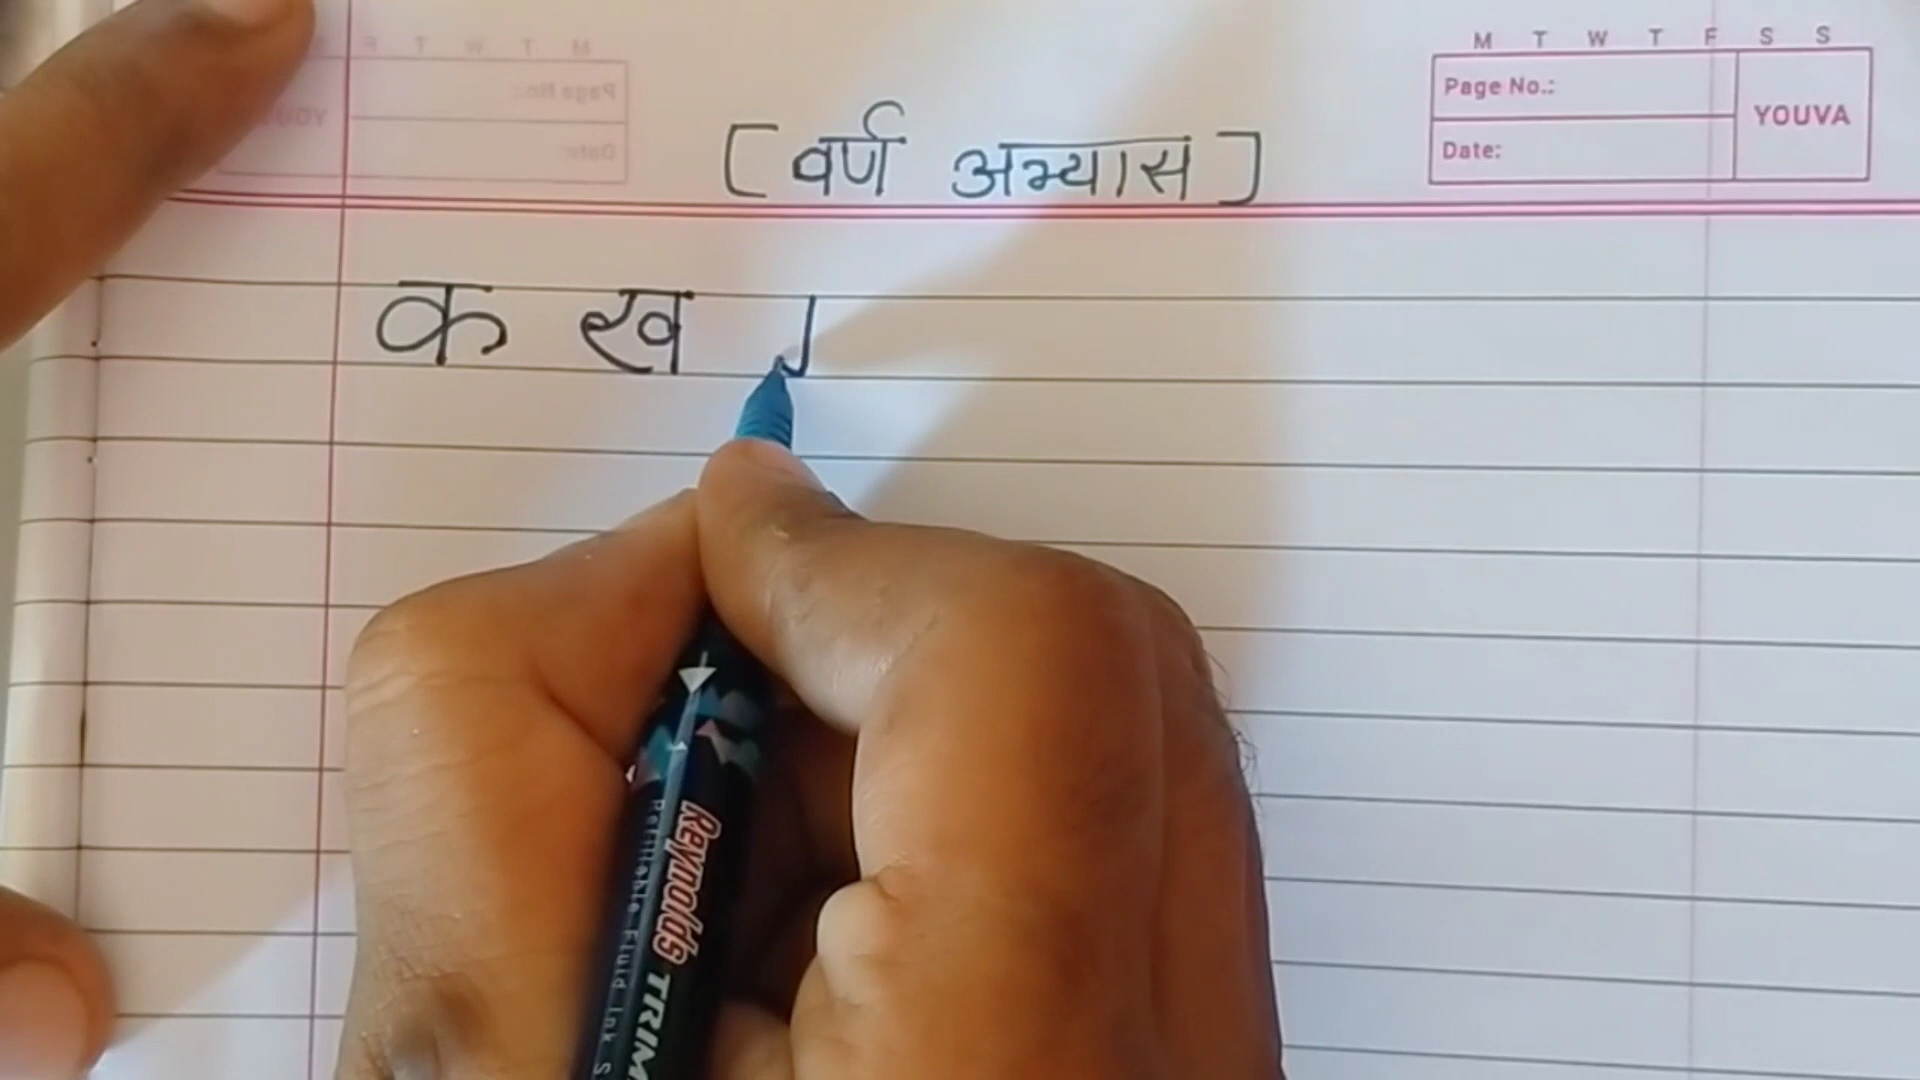 M T W T F S S
Page No.:
YOUVA
Date:
[वर्ण अभ्यास]
क ख
Reynolds TRIM